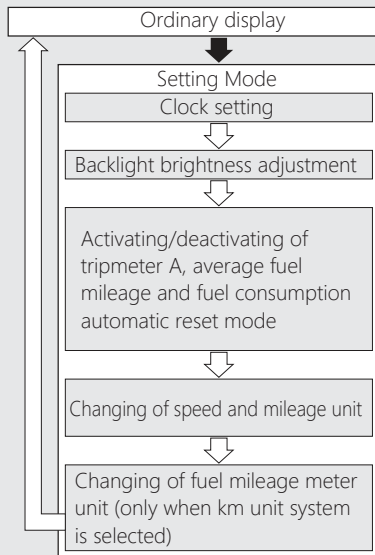 Ordinary display
Setting Mode
Clock setting
Backlight brightness adjustment
Activating/deactivating of
tripmeter A, average fuel
mileage and fuel consumption
automatic reset mode
Changing of speed and mileage unit
Changing of fuel mileage meter
unit (only when km unit system
is selected)